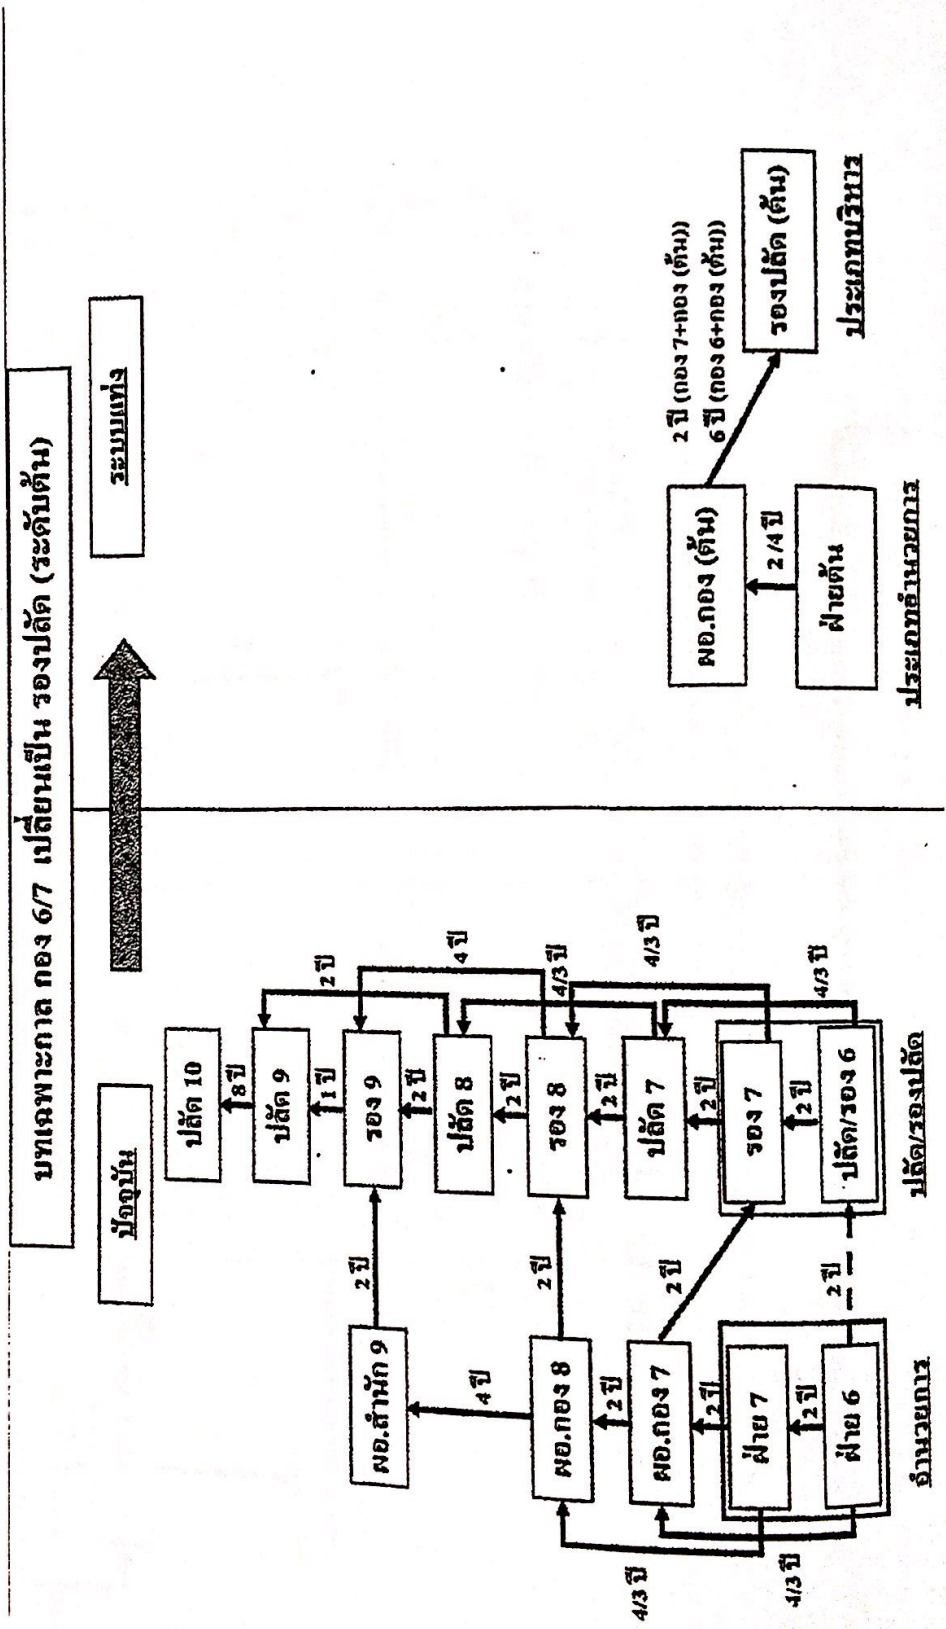 บทเฉพาะกาล กอง 6/7 เปลี่ยนเป็น รองปลัด (ระดับต้น)
ปัจจุบัน
ระบบแท่ง
ปลัด 10
8 ปี
ปลัด 9
2 ปี
1 ปี
ผอ.สำนัก 9
2 ปี
รอง 9
4 ปี
2 ปี
4 ปี
ปลัด 8
4/3 ปี
2 ปี
ผอ.กอง 8
2 ปี
รอง 8
4/3 ปี
2 ปี
2 ปี
ผอ.กอง 7
2 ปี
ปลัด 7
4/3 ปี
2 ปี
2 ปี
4/3 ปี
ฝ่าย 7
รอง 7
2 ปี
2 ปี
4/3 ปี
ฝ่าย 6
2 ปี
ปลัด/รอง 6
อำนวยการ
ปลัด/รองปลัด
2 ปี (กอง 7+กอง (ต้น))
6 ปี (กอง 6+กอง (ต้น))
ผอ.กอง (ต้น)
รองปลัด (ต้น)
2 /4 ปี
ฝ่ายต้น
ประเภทอำนวยการ
ประเภทบริหาร